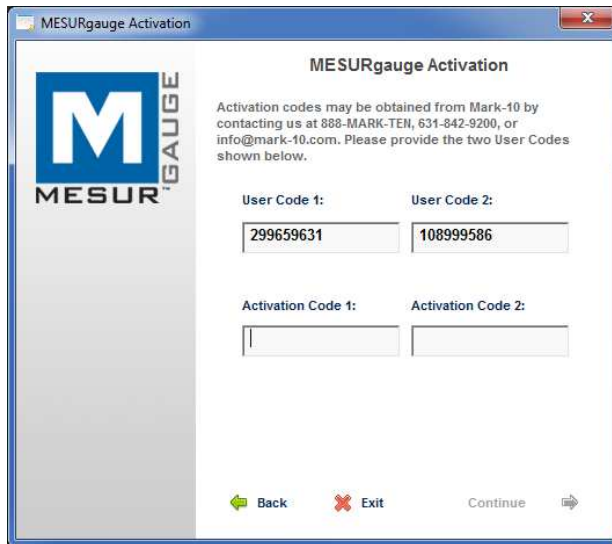 MESURgauge Activation
M
MESUR™
GAUGE
MESURgauge Activation
Activation codes may be obtained from Mark-10 by
contacting us at 888-MARK-TEN, 631-842-9200, or
info@mark-10.com. Please provide the two User Codes
shown below.
User Code 1: User Code 2:
299659631 108999586
Activation Code 1: Activation Code 2:
Back Exit Continue